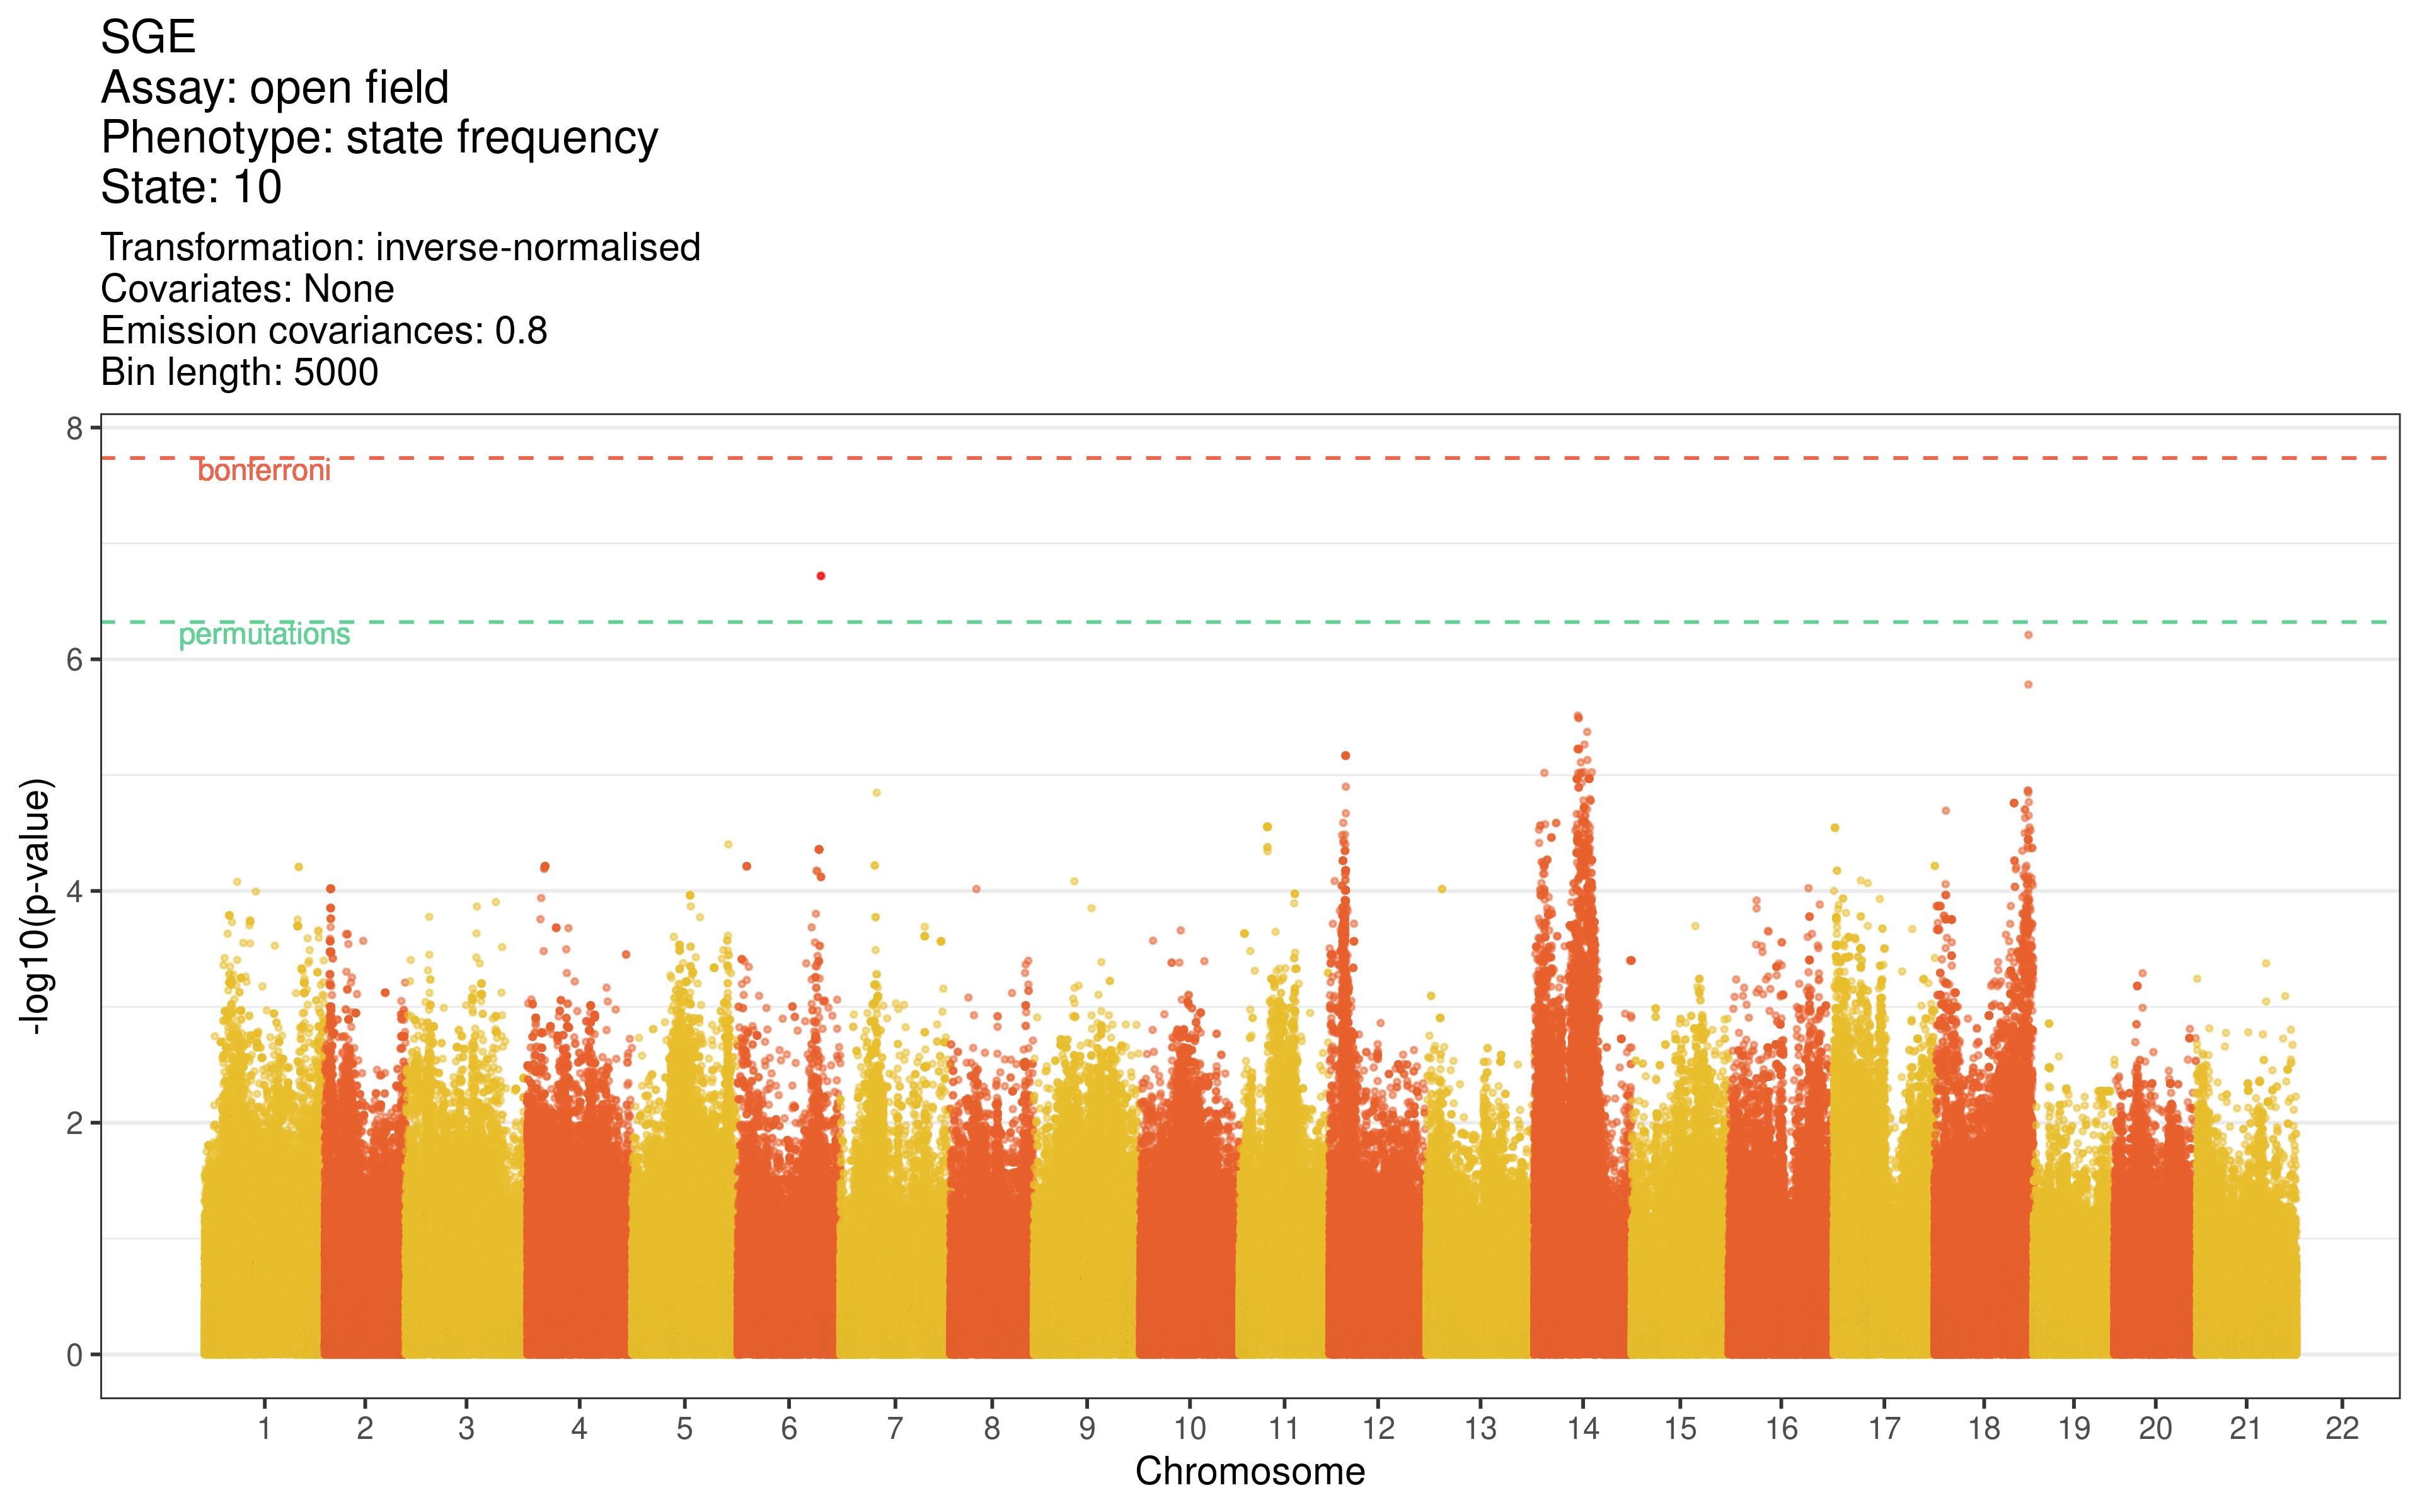 SGE
Assay: open field
Phenotype: state frequency
State: 10
Transformation: inverse-normalised
Covariates: None
Emission covariances: 0.8
Bin length: 5000
8
bonferroni
permutations
6
4
2
0
-log10(p-value)
1 2 3 4 5 6 7 8 9 10 11 12 13 14 15 16 17 18 19 20 21 22
Chromosome